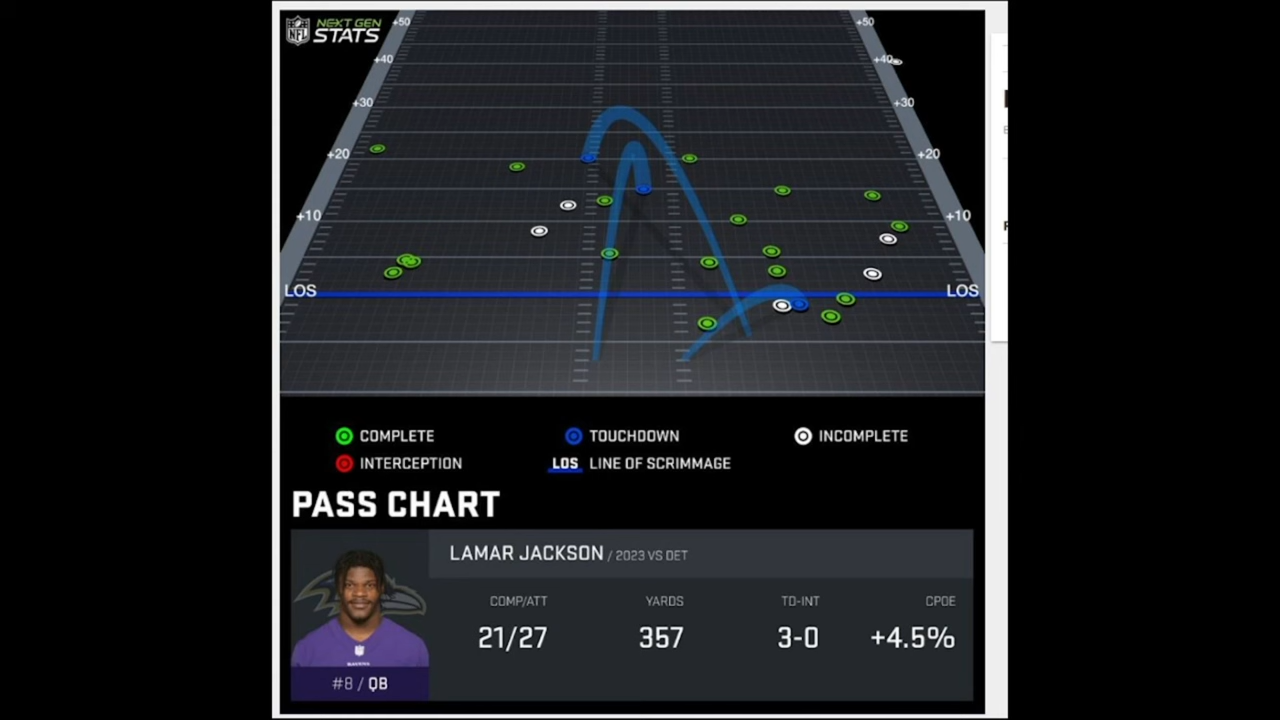 NFL NEXT GEN STATS
+50 +50
+40 +40
+30 +30
+20 +20
+10 +10
LOS LOS
COMPLETE TOUCHDOWN INCOMPLETE
INTERCEPTION LOS LINE OF SCRIMMAGE
PASS CHART
LAMAR JACKSON / 2023 VS DET
COMP/ATT YARDS TD-INT CPOE
21/27 357 3-0 +4.5%
#8 / QB